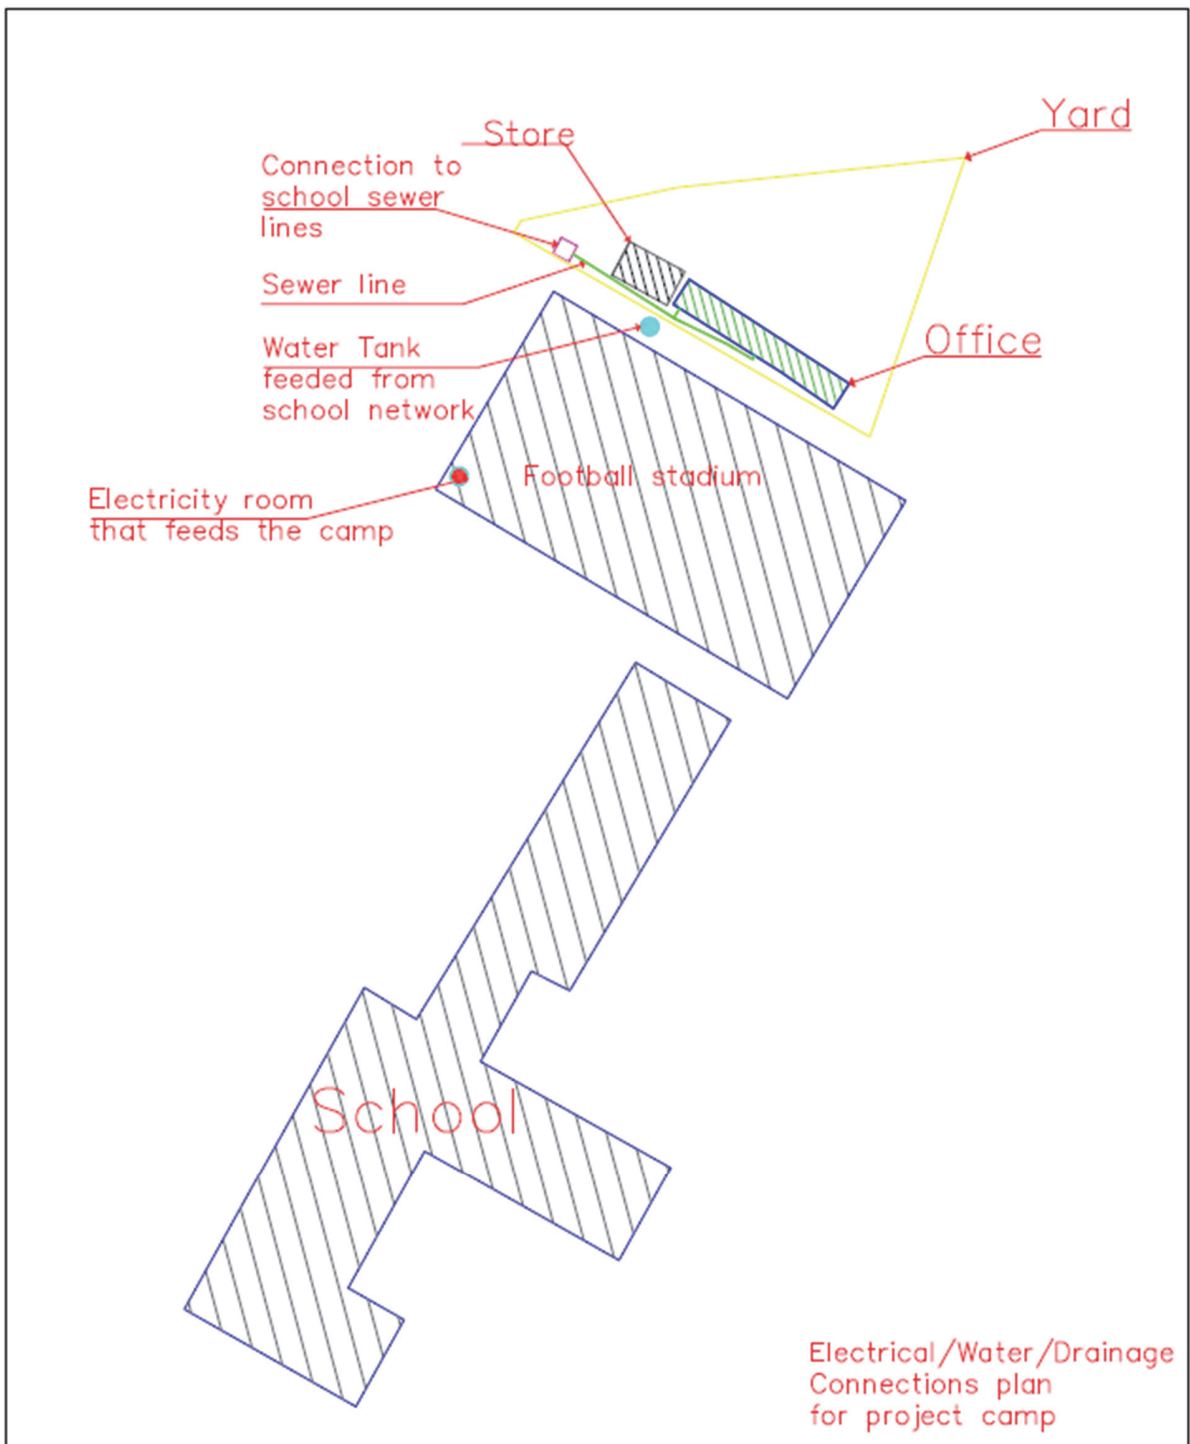 Yard
Store
Connection to
school sewer
lines
Sewer line
Office
Water Tank
feeded from
school network
Football stadium
Electricity room
that feeds the camp
School
Electrical/Water/Drainage
Connections plan
for project camp